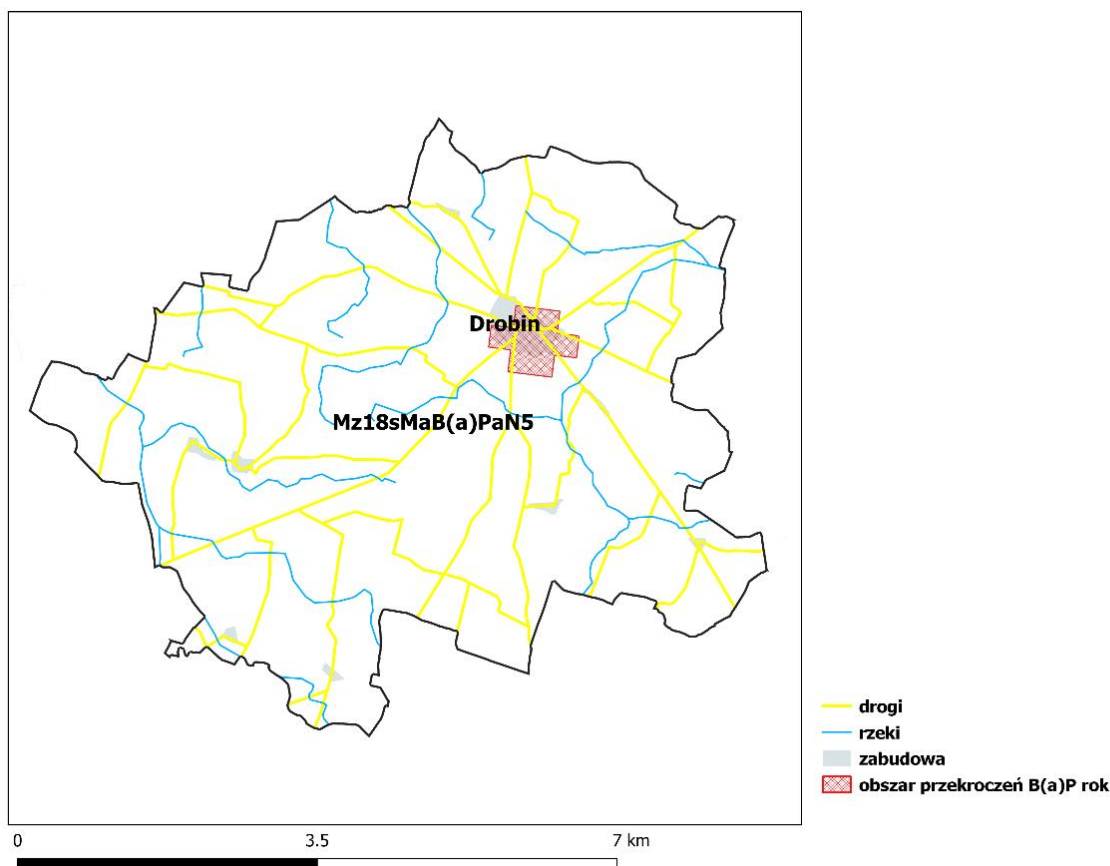 Drobin
Mz18sMaB(a)PaN5
drogi
rzeki
zabudowa
obszar przekroczeń B(a)P rok
0 3.5 7 km